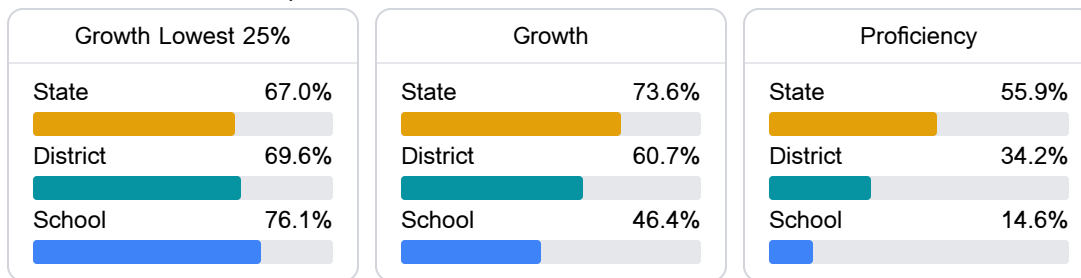 Growth Lowest 25%
State 67.0%
District 69.6%
School 76.1%
Growth
State 73.6%
District 60.7%
School 46.4%
Proficiency
State 55.9%
District 34.2%
School 14.6%